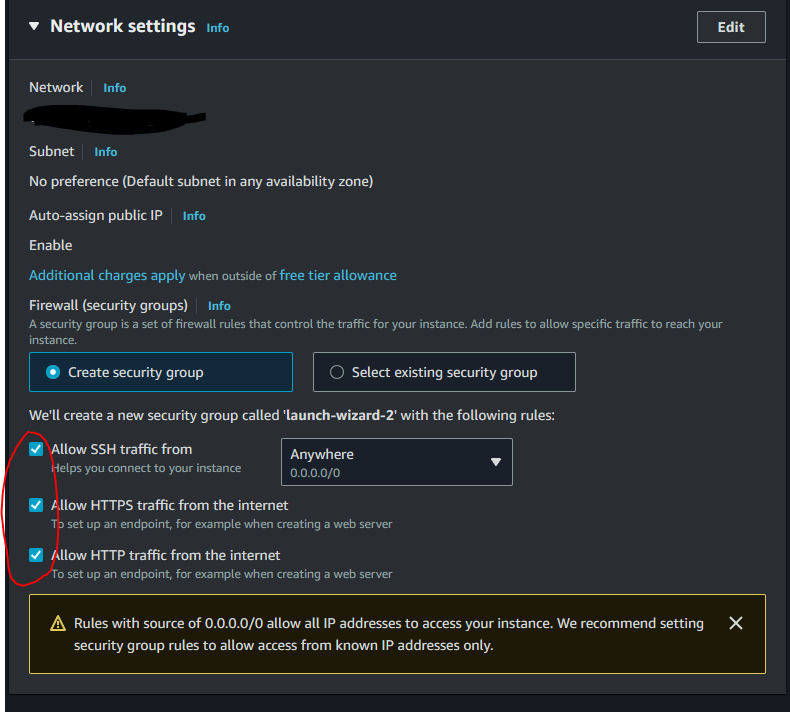 Network settings Info Edit
Network Info
Subnet Info
No preference (Default subnet in any availability zone)
Auto-assign public IP Info
Enable
Additional charges apply when outside of free tier allowance
Firewall (security groups) Info
A security group is a set of firewall rules that control the traffic for your instance. Add rules to allow specific traffic to reach your
instance.
Create security group Select existing security group
We'll create a new security group called 'launch-wizard-2' with the following rules:
Allow SSH traffic from
Helps you connect to your instance
Anywhere
0.0.0.0/0
Allow HTTPS traffic from the internet
To set up an endpoint, for example when creating a web server
Allow HTTP traffic from the internet
To set up an endpoint, for example when creating a web server
Rules with source of 0.0.0.0/0 allow all IP addresses to access your instance. We recommend setting
security group rules to allow access from known IP addresses only.